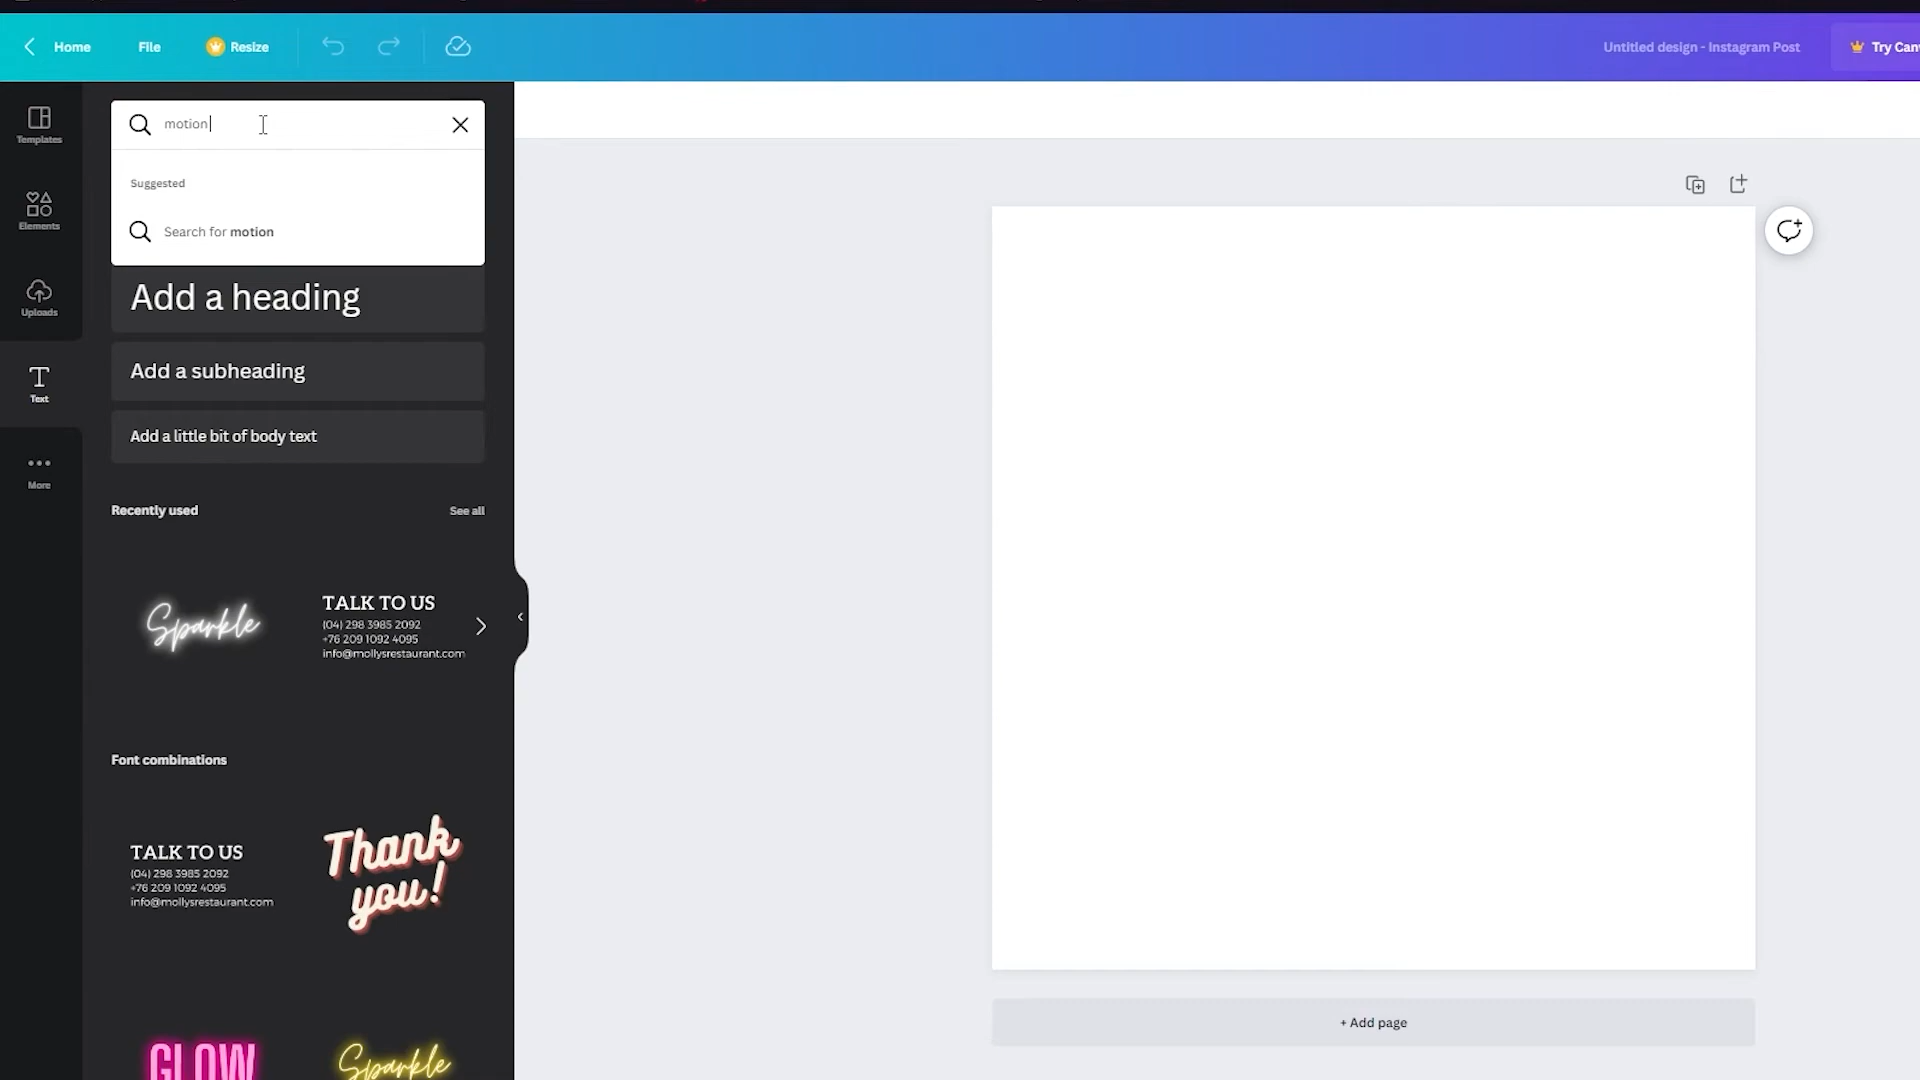 Home
File
Resize
Untitled design - Instagram Post
Templates
Elements
Uploads
Text
More
motion
Suggested
Search for motion
Add a heading
Add a subheading
Add a little bit of body text
Recently used
See all
Sparkle
TALK TO US
(04) 298 3985 2092
+76 209 1092 4095
info@mollysrestaurant.com
Font combinations
TALK TO US
(04) 298 3985 2092
+76 209 1092 4095
info@mollysrestaurant.com
Thank
you!
GLOW
Sparkle
+ Add page
Try